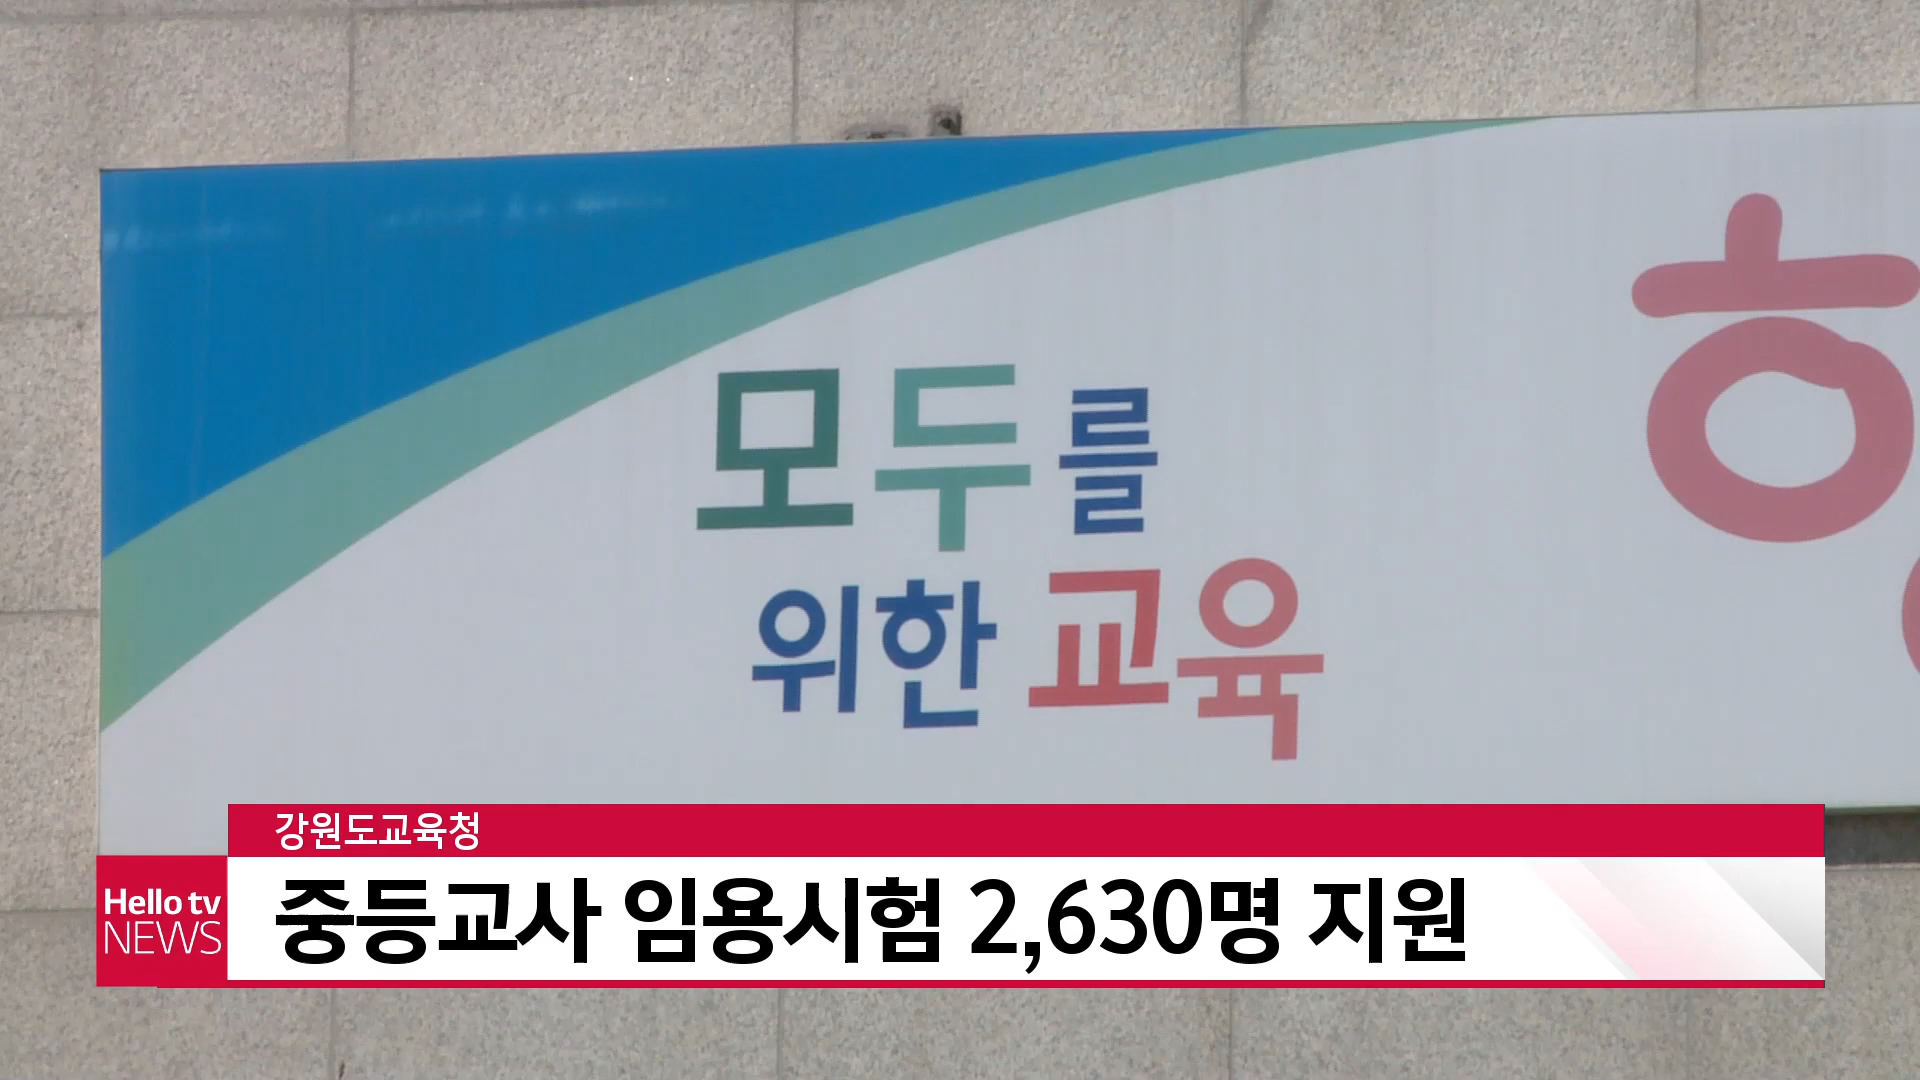 모두를
위한 교육
강원도교육청
Hello tv
NEWS
중등교사 임용시험 2,630명 지원